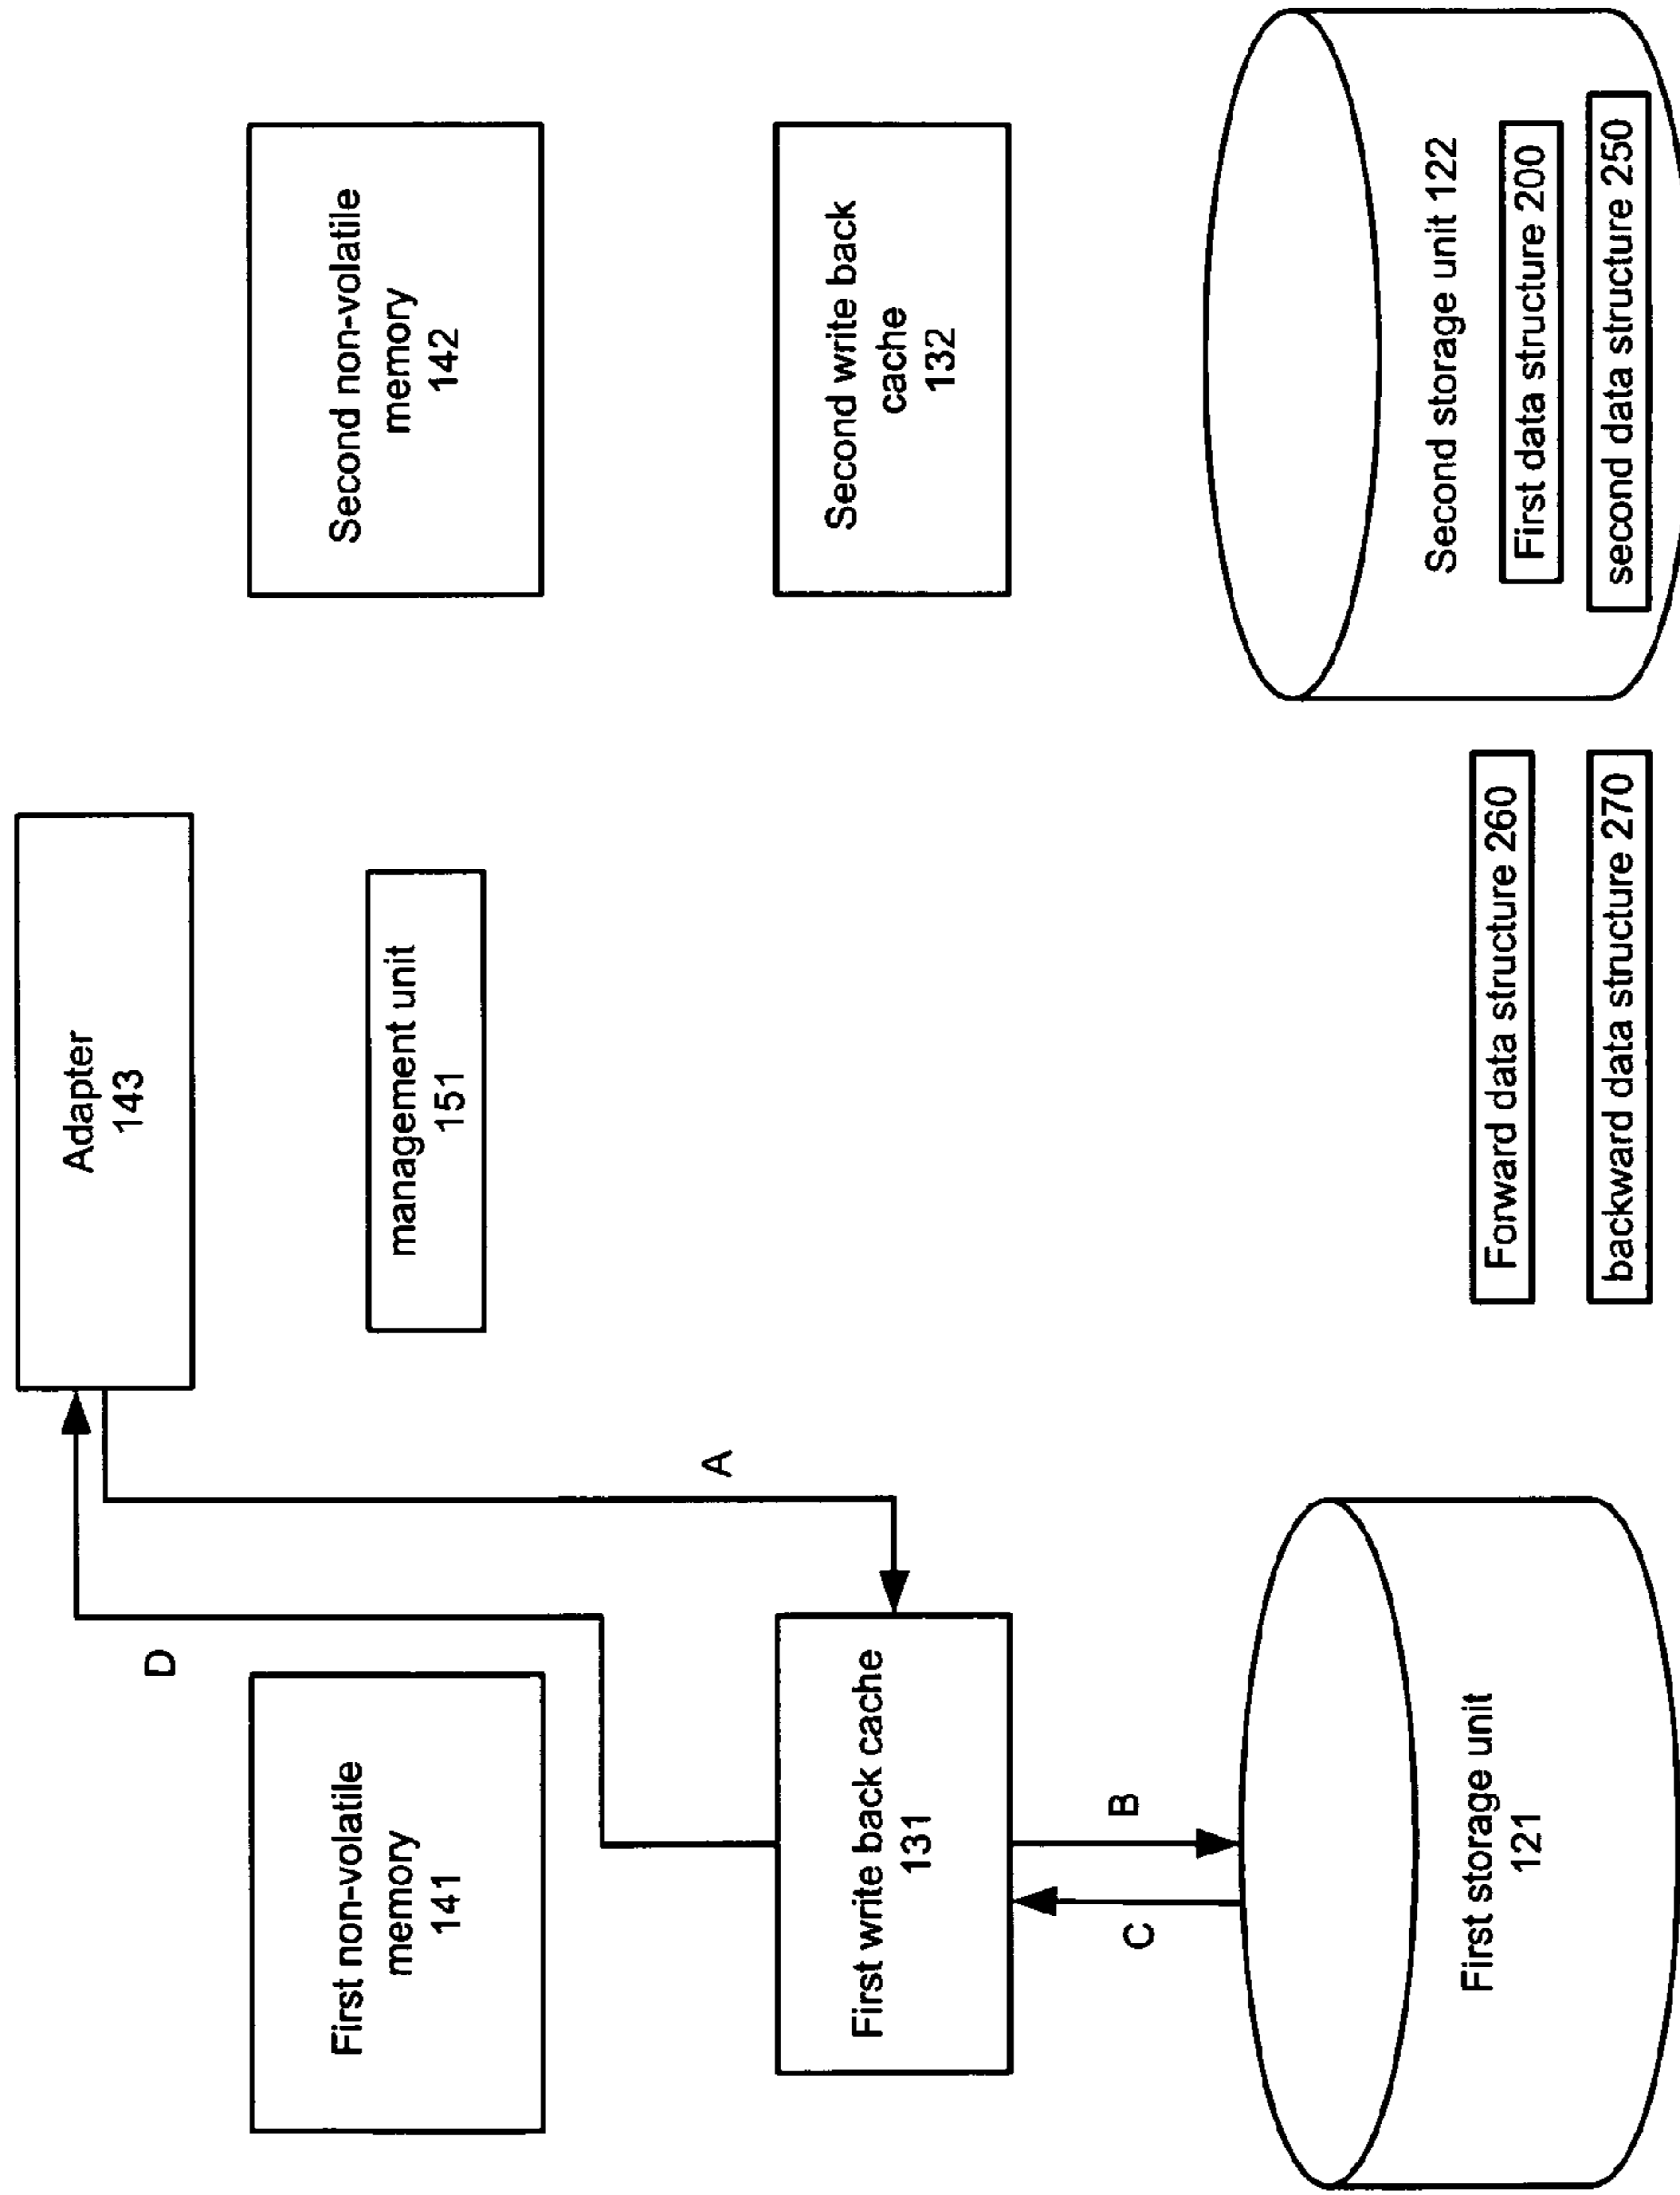 Adapter
143
D
First non-volatile
memory
141
management unit
151
Second non-volatile
memory
142
A
First write back cache
131
Second write back
cache
132
B
C
First storage unit
121
Forward data structure 260
backward data structure 270
Second storage unit 122
First data structure 200
second data structure 250